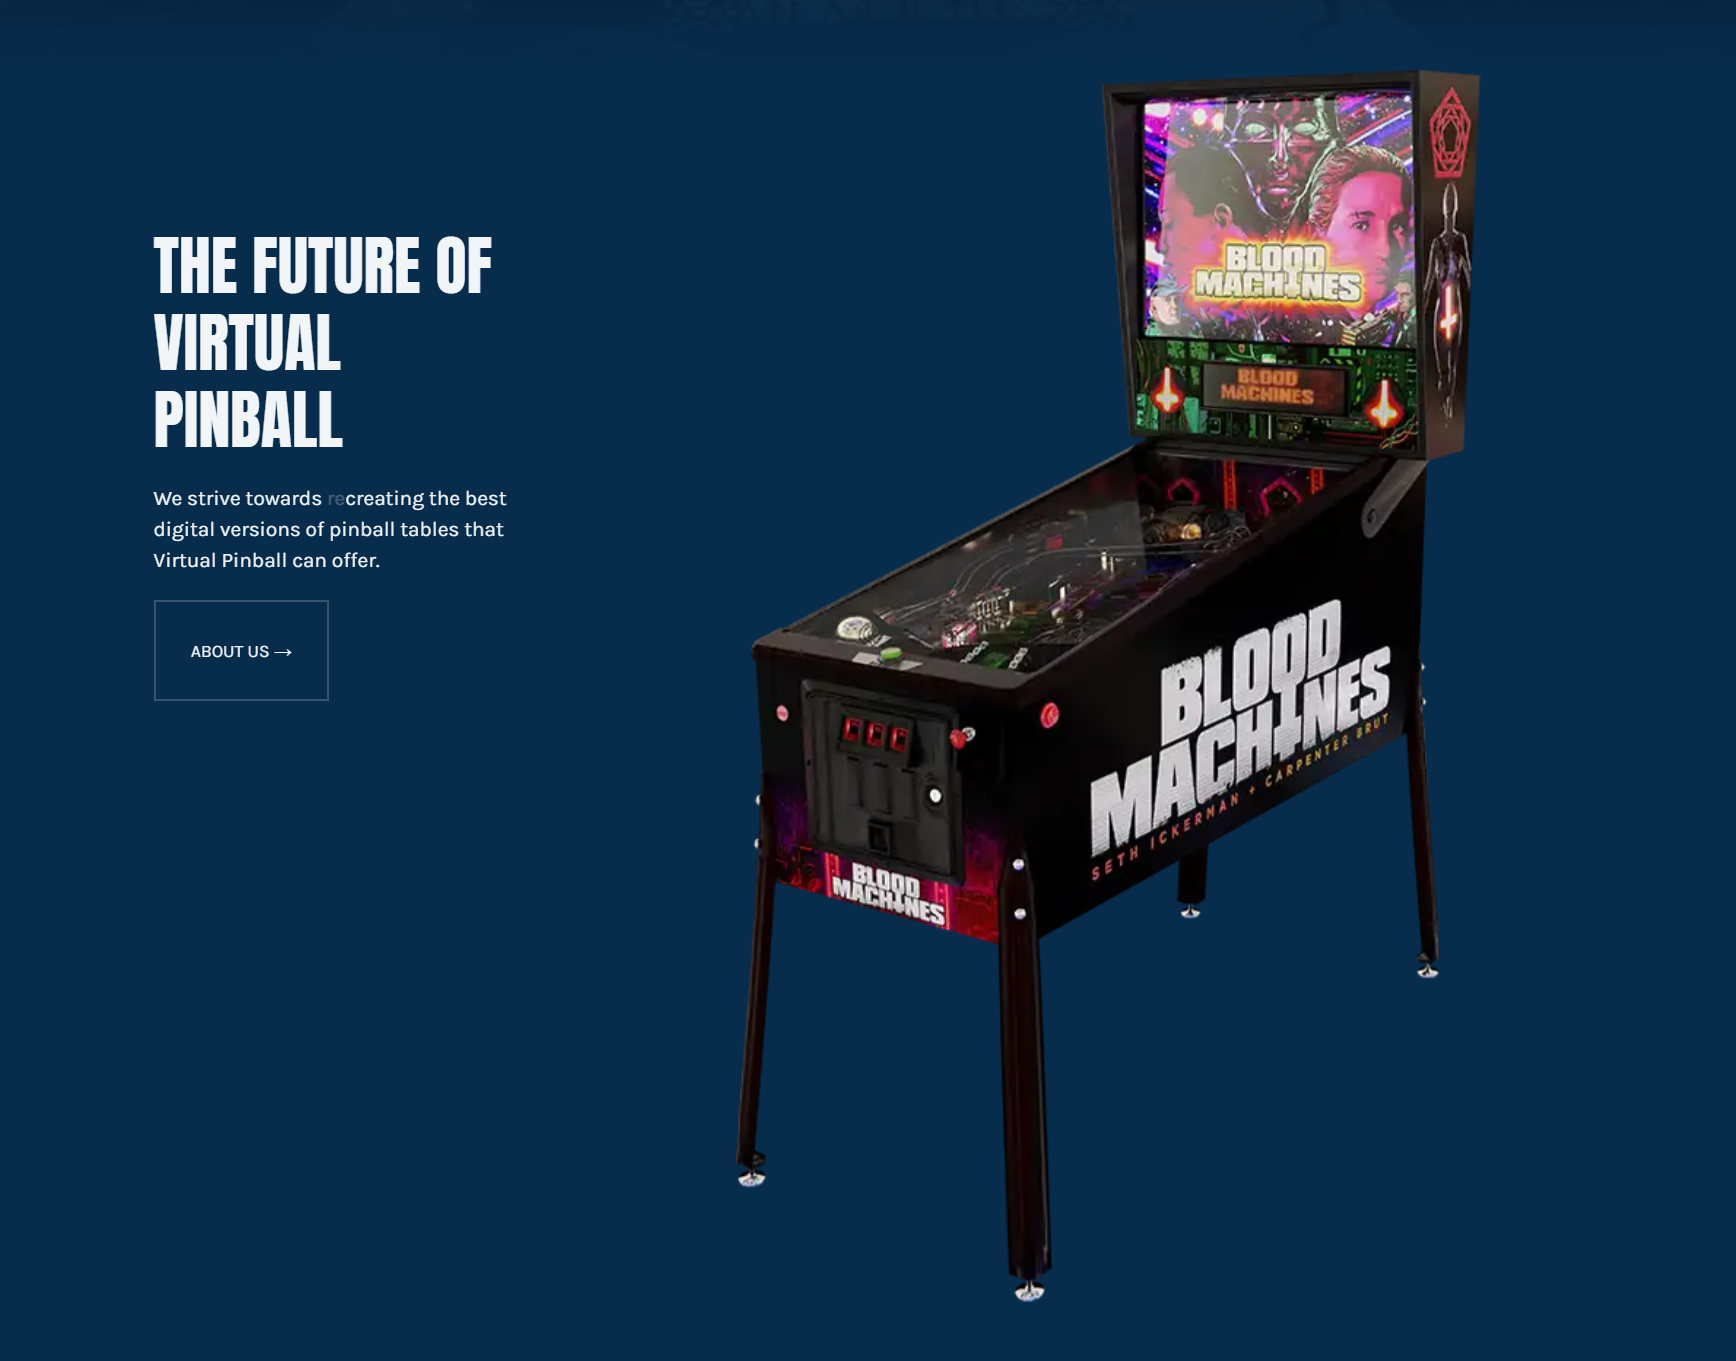 THE FUTURE OF
VIRTUAL
PINBALL
We strive towards recreating the best
digital versions of pinball tables that
Virtual Pinball can offer.
ABOUT US →
BLOOD
MACHINES
BLOOD
MACHINES
BLOOD
MACHINES
SETH ICKERMAN + CARPENTER BRUT
BLOOD
MACHINES